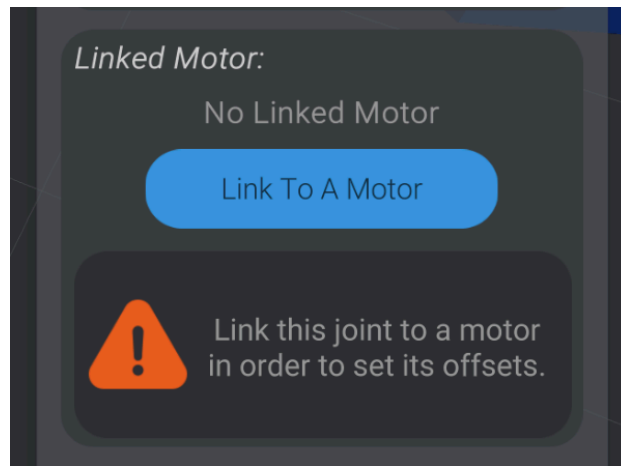 Linked Motor:
No Linked Motor
Link To A Motor
Link this joint to a motor
in order to set its offsets.